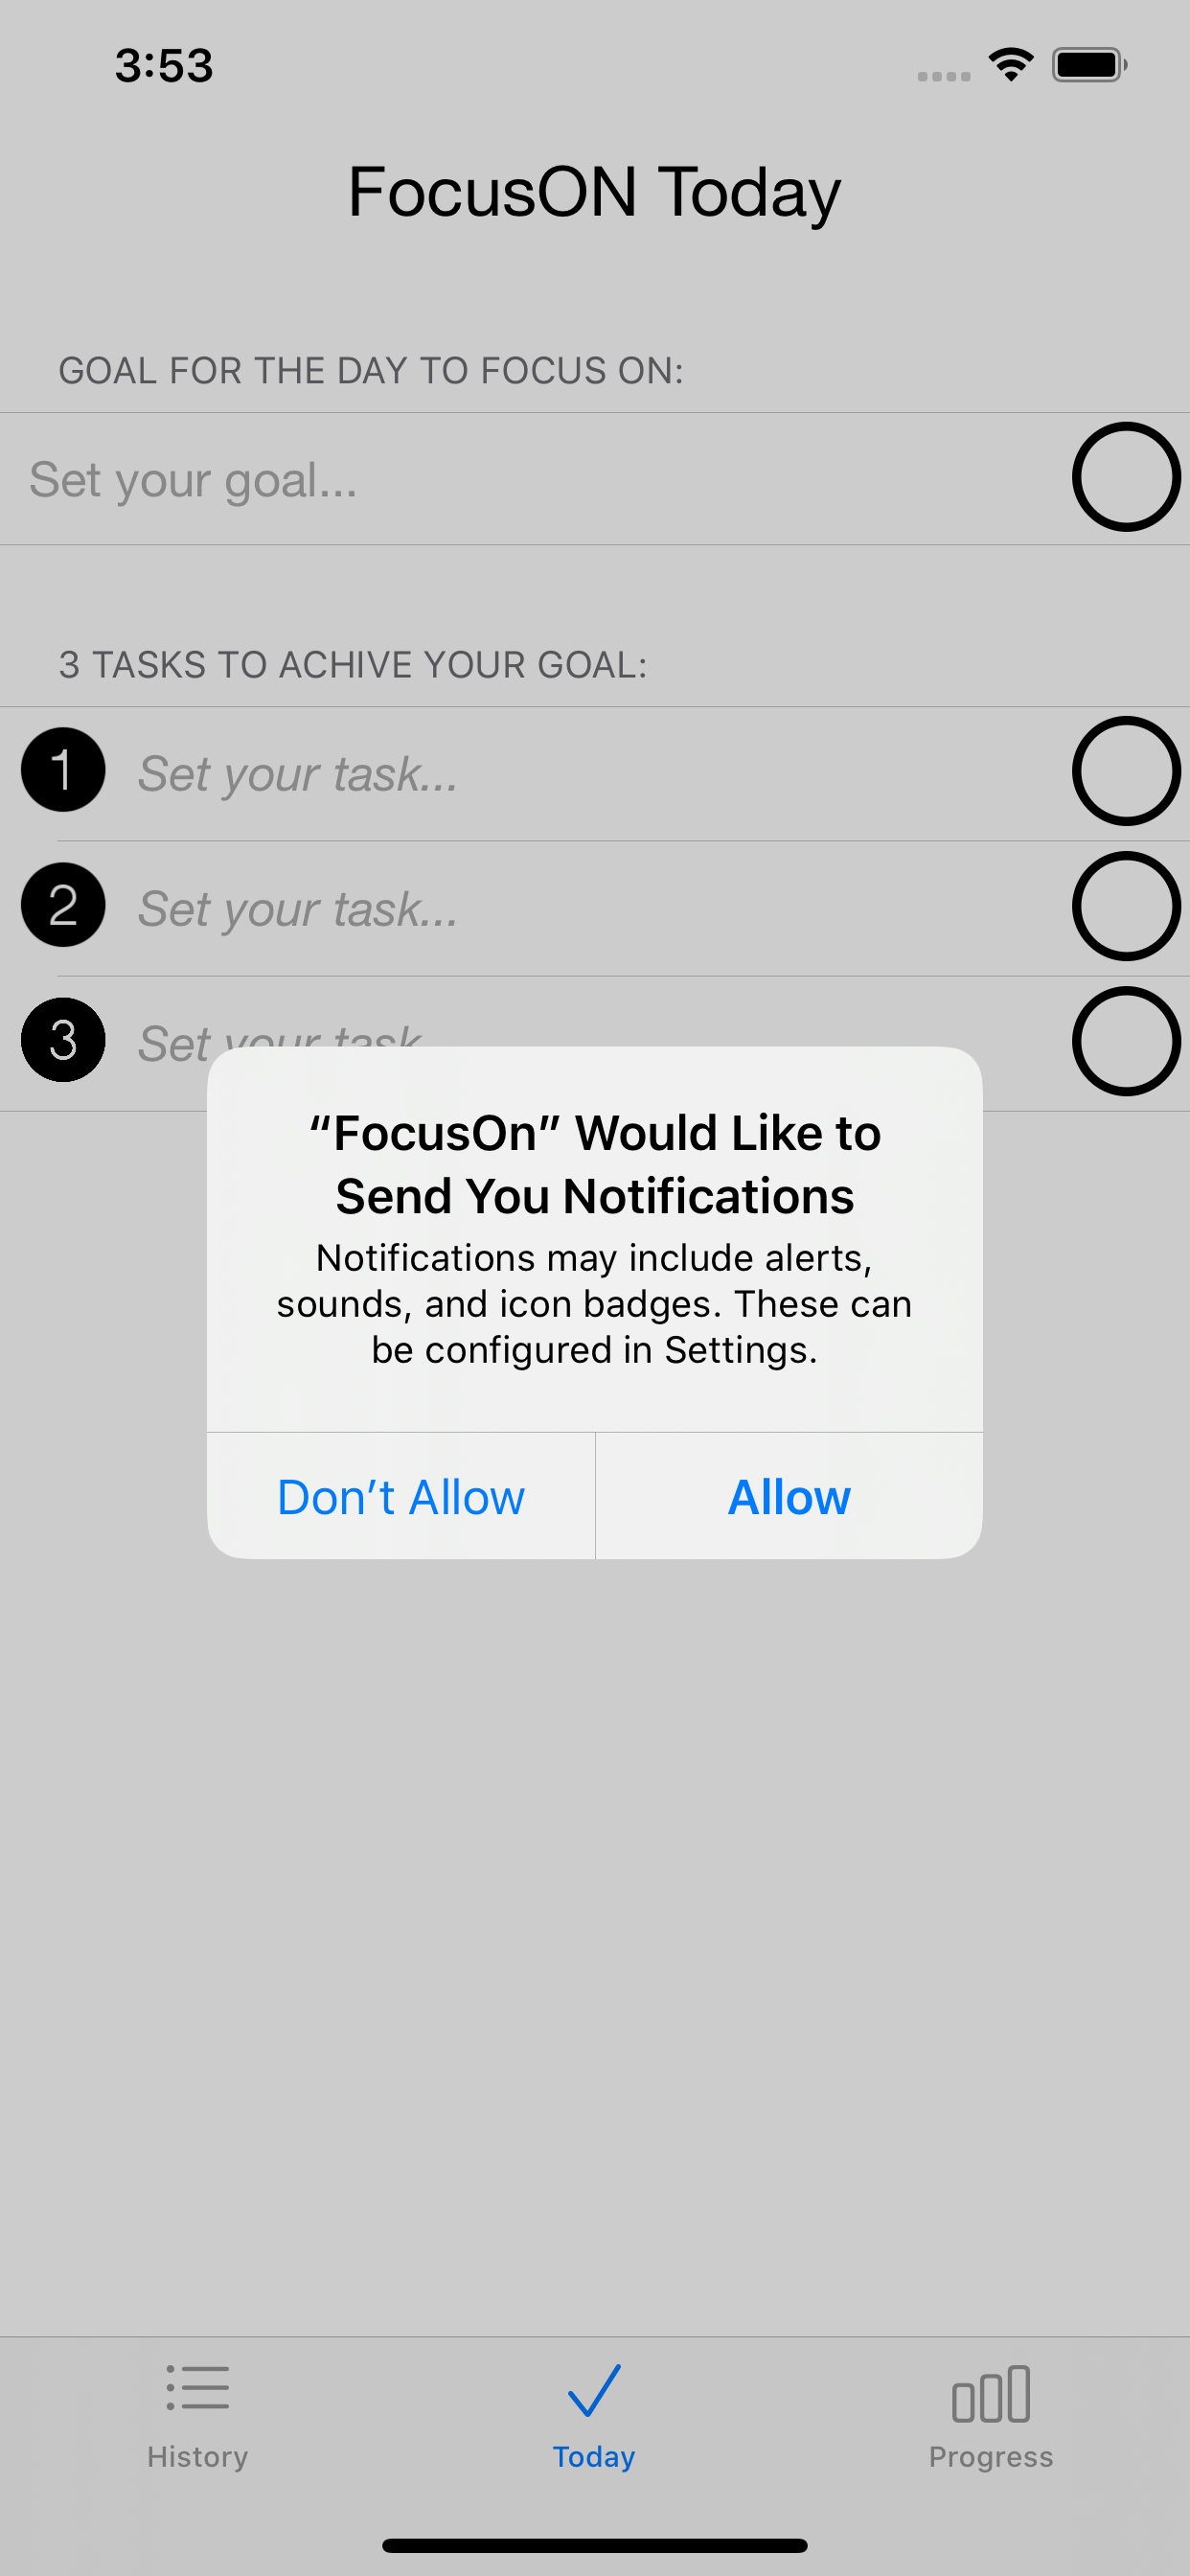 3:53
FocusON Today
GOAL FOR THE DAY TO FOCUS ON:
Set your goal...
3 TASKS TO ACHIVE YOUR GOAL:
1 Set your task...
2 Set your task...
3 Set your task
“FocusOn” Would Like to
Send You Notifications
Notifications may include alerts,
sounds, and icon badges. These can
be configured in Settings.
Don’t Allow Allow
History Today Progress